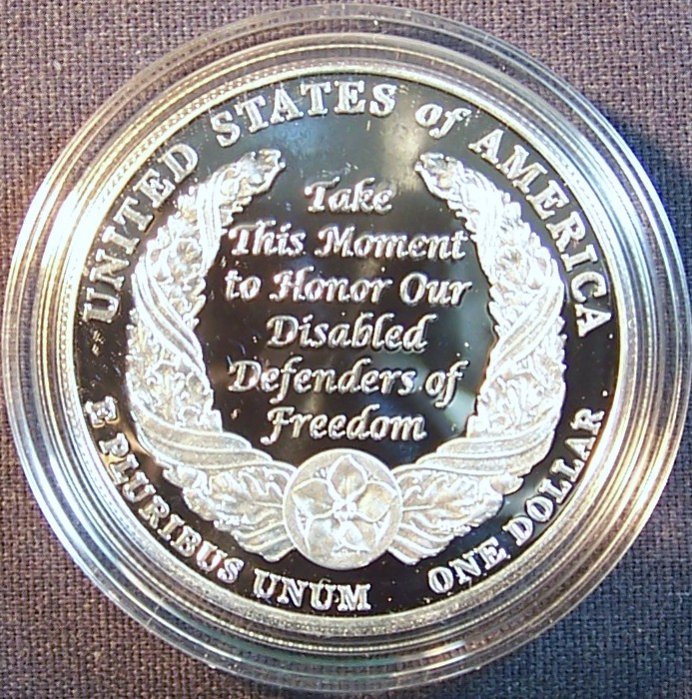 UNITED STATES of AMERICA
Take
This Moment
to Honor Our
Disabled
Defenders of
Freedom
E PLURIBUS UNUM
ONE DOLLAR